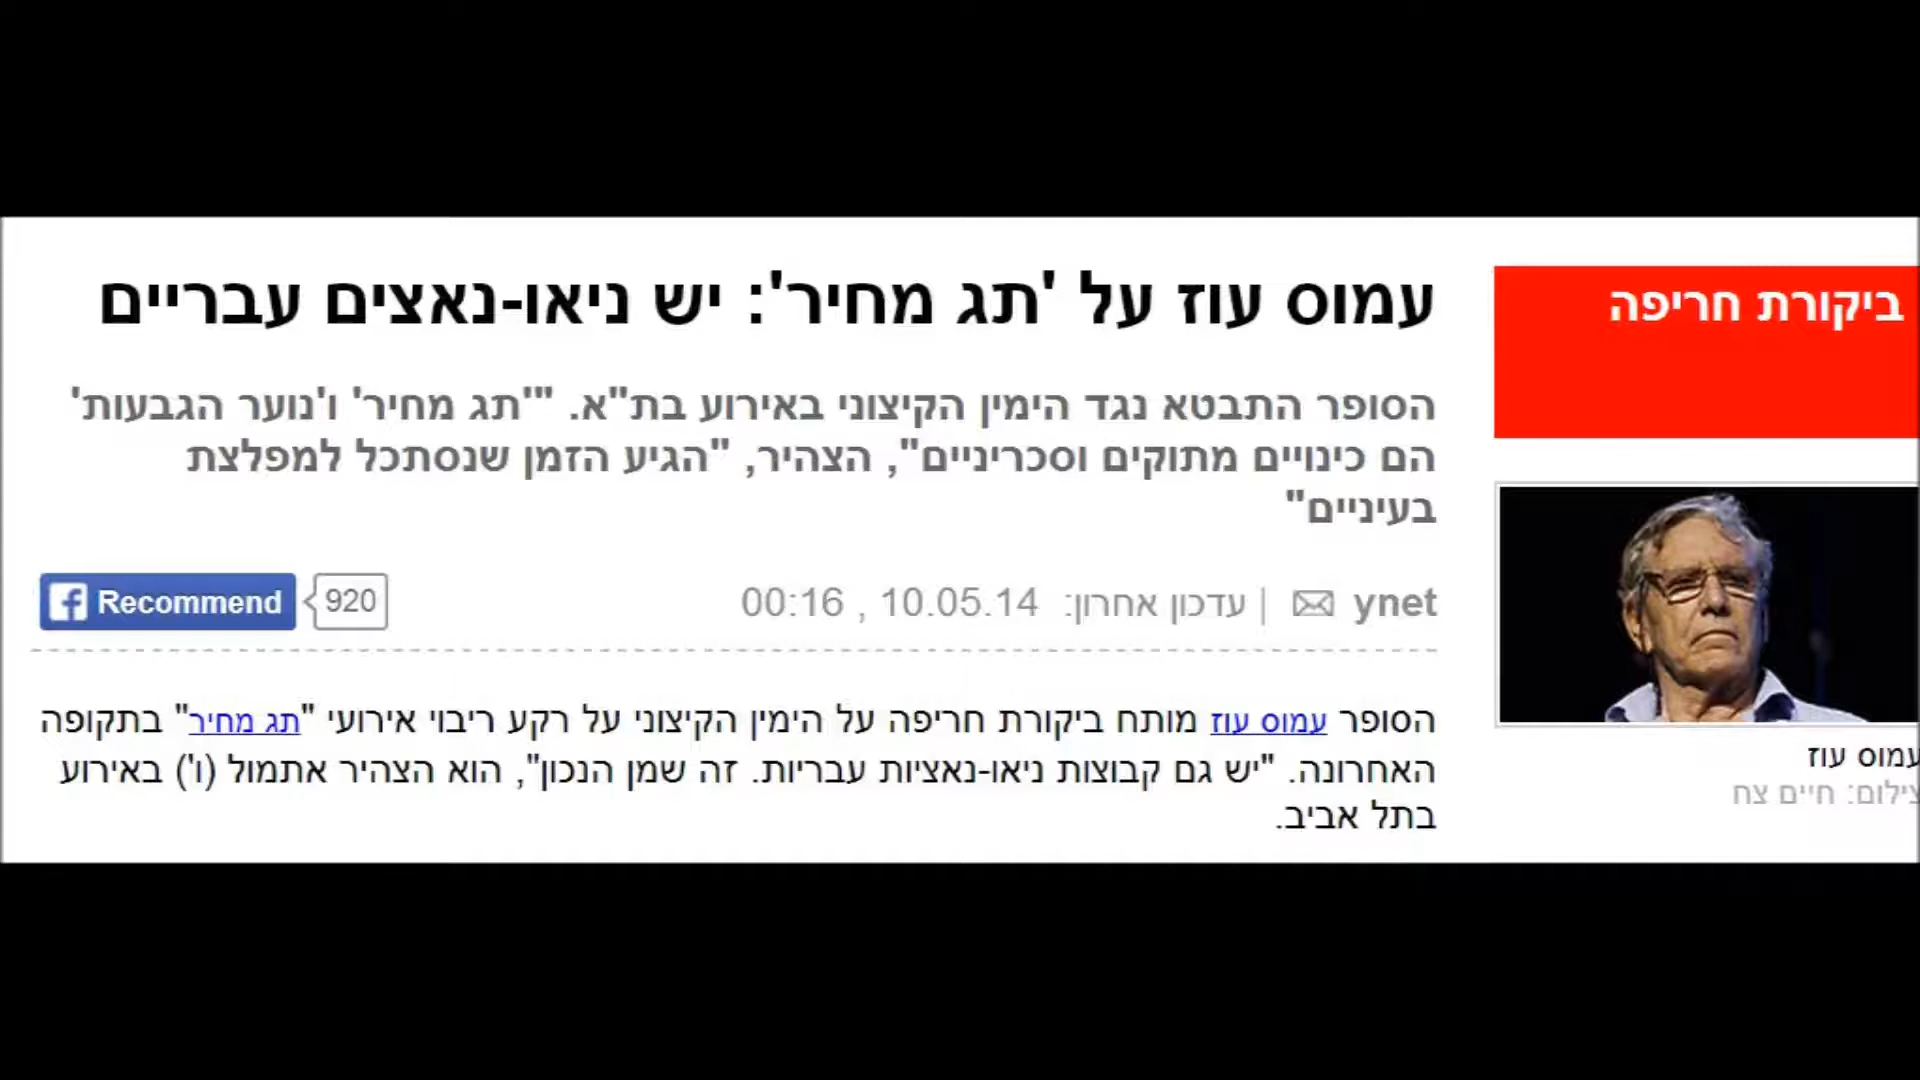 ביקורת חריפה
עמוס עוז על 'תג מחיר': יש ניאו-נאצים עבריים
הסופר התבטא נגד הימין הקיצוני באירוע בת"א. "'תג מחיר' ו'נוער הגבעות'
הם כינויים מתוקים וסכריניים", הצהיר, "הגיע הזמן שנסתכל למפלצת
בעיניים"
ynet | עדכון אחרון: 10.05.14 , 00:16
Recommend 920
הסופר עמוס עוז מותח ביקורת חריפה על הימין הקיצוני על רקע ריבוי אירועי "תג מחיר" בתקופה
האחרונה. "יש גם קבוצות ניאו-נאציות עבריות. זה שמן הנכון", הוא הצהיר אתמול (ו') באירוע
בתל אביב.
עמוס עוז
צילום: חיים צח